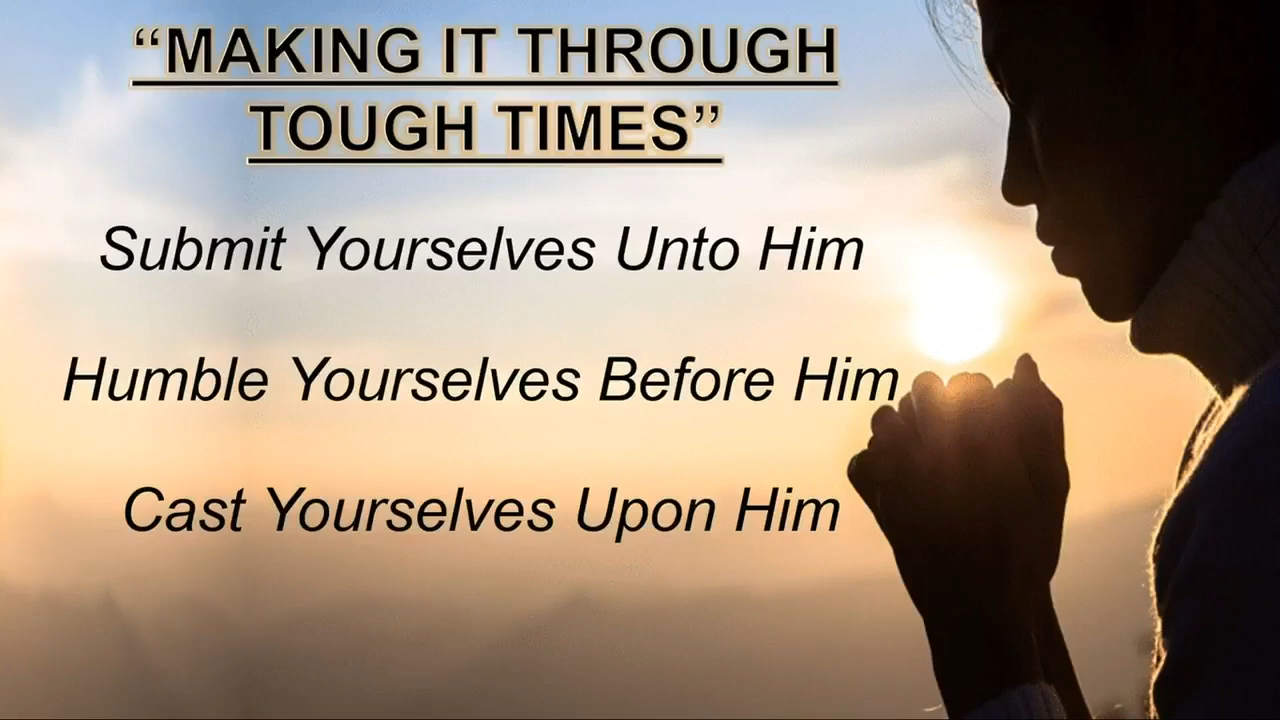 “MAKING IT THROUGH
TOUGH TIMES”
Submit Yourselves Unto Him
Humble Yourselves Before Him
Cast Yourselves Upon Him